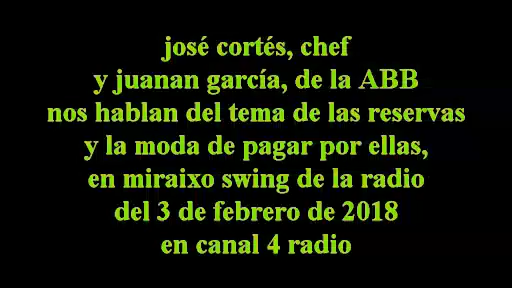 josé cortés, chef
y juanan garcía, de la ABB
nos hablan del tema de las reservas
y la moda de pagar por ellas,
en miraixo swing de la radio
del 3 de febrero de 2018
en canal 4 radio